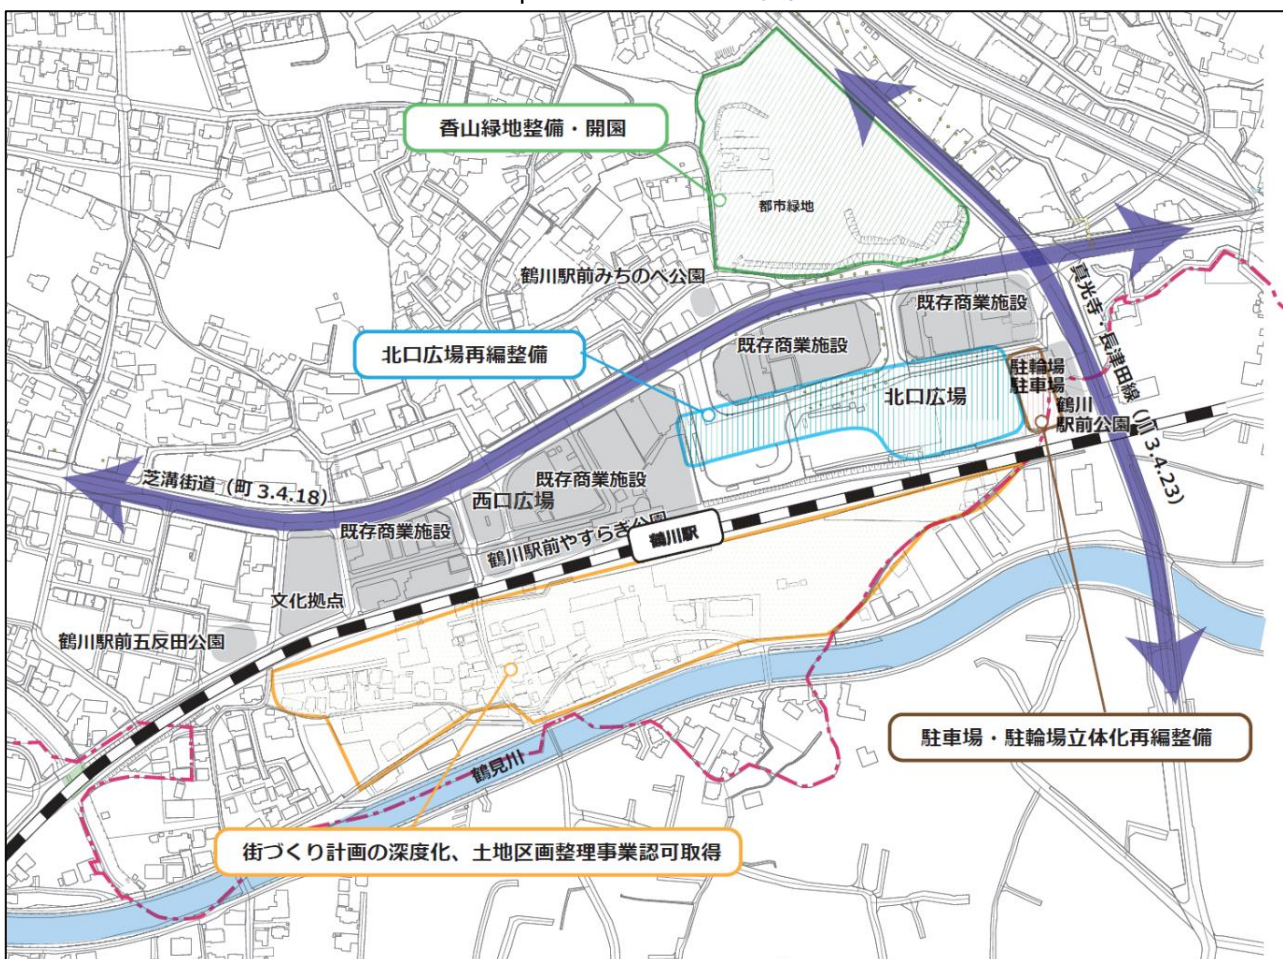 香山緑地整備・開園
都市緑地
鶴川駅前みちのべ公園
既存商業施設
北口広場再編整備
既存商業施設
駐輪場
駐車場
北口広場
鶴川
駅前公園
真光寺・長津田線（川 3.4.23）
芝溝街道（町 3.4.18）
既存商業施設
西口広場
既存商業施設
鶴川駅前やすらぎ公園
鶴川駅
文化拠点
鶴川駅前五反田公園
駐車場・駐輪場立体化再編整備
鶴見川
街づくり計画の深度化、土地区画整理事業認可取得